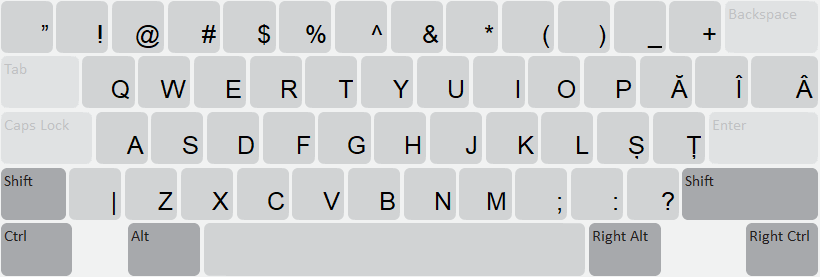 ” ! @ # $ % ^ & * ( ) _ + Backspace
Tab Q W E R T Y U I O P Ă Î Â
Caps Lock A S D F G H J K L Ș Ț Enter
Shift | Z X C V B N M ; : ? Shift
Ctrl Alt Right Alt Right Ctrl